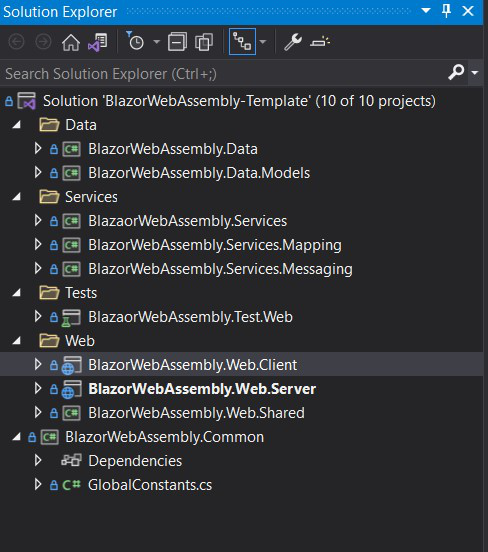 Solution Explorer
Search Solution Explorer (Ctrl+;)
Solution 'BlazorWebAssembly-Template' (10 of 10 projects)
Data
C# BlazorWebAssembly.Data
C# BlazorWebAssembly.Data.Models
Services
C# BlazaorWebAssembly.Services
C# BlazorWebAssembly.Services.Mapping
C# BlazorWebAssembly.Services.Messaging
Tests
BlazaorWebAssembly.Test.Web
Web
BlazorWebAssembly.Web.Client
BlazorWebAssembly.Web.Server
C# BlazorWebAssembly.Web.Shared
C# BlazorWebAssembly.Common
Dependencies
C# GlobalConstants.cs